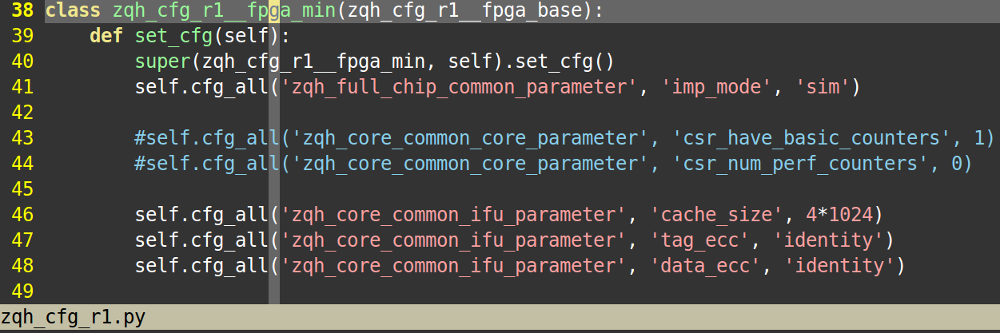 38 class zqh_cfg_r1__fpga_min(zqh_cfg_r1__fpga_base):
39     def set_cfg(self):
40         super(zqh_cfg_r1__fpga_min, self).set_cfg()
41         self.cfg_all('zqh_full_chip_common_parameter', 'imp_mode', 'sim')
42
43         #self.cfg_all('zqh_core_common_core_parameter', 'csr_have_basic_counters', 1)
44         #self.cfg_all('zqh_core_common_core_parameter', 'csr_num_perf_counters', 0)
45
46         self.cfg_all('zqh_core_common_ifu_parameter', 'cache_size', 4*1024)
47         self.cfg_all('zqh_core_common_ifu_parameter', 'tag_ecc', 'identity')
48         self.cfg_all('zqh_core_common_ifu_parameter', 'data_ecc', 'identity')
49
zqh_cfg_r1.py